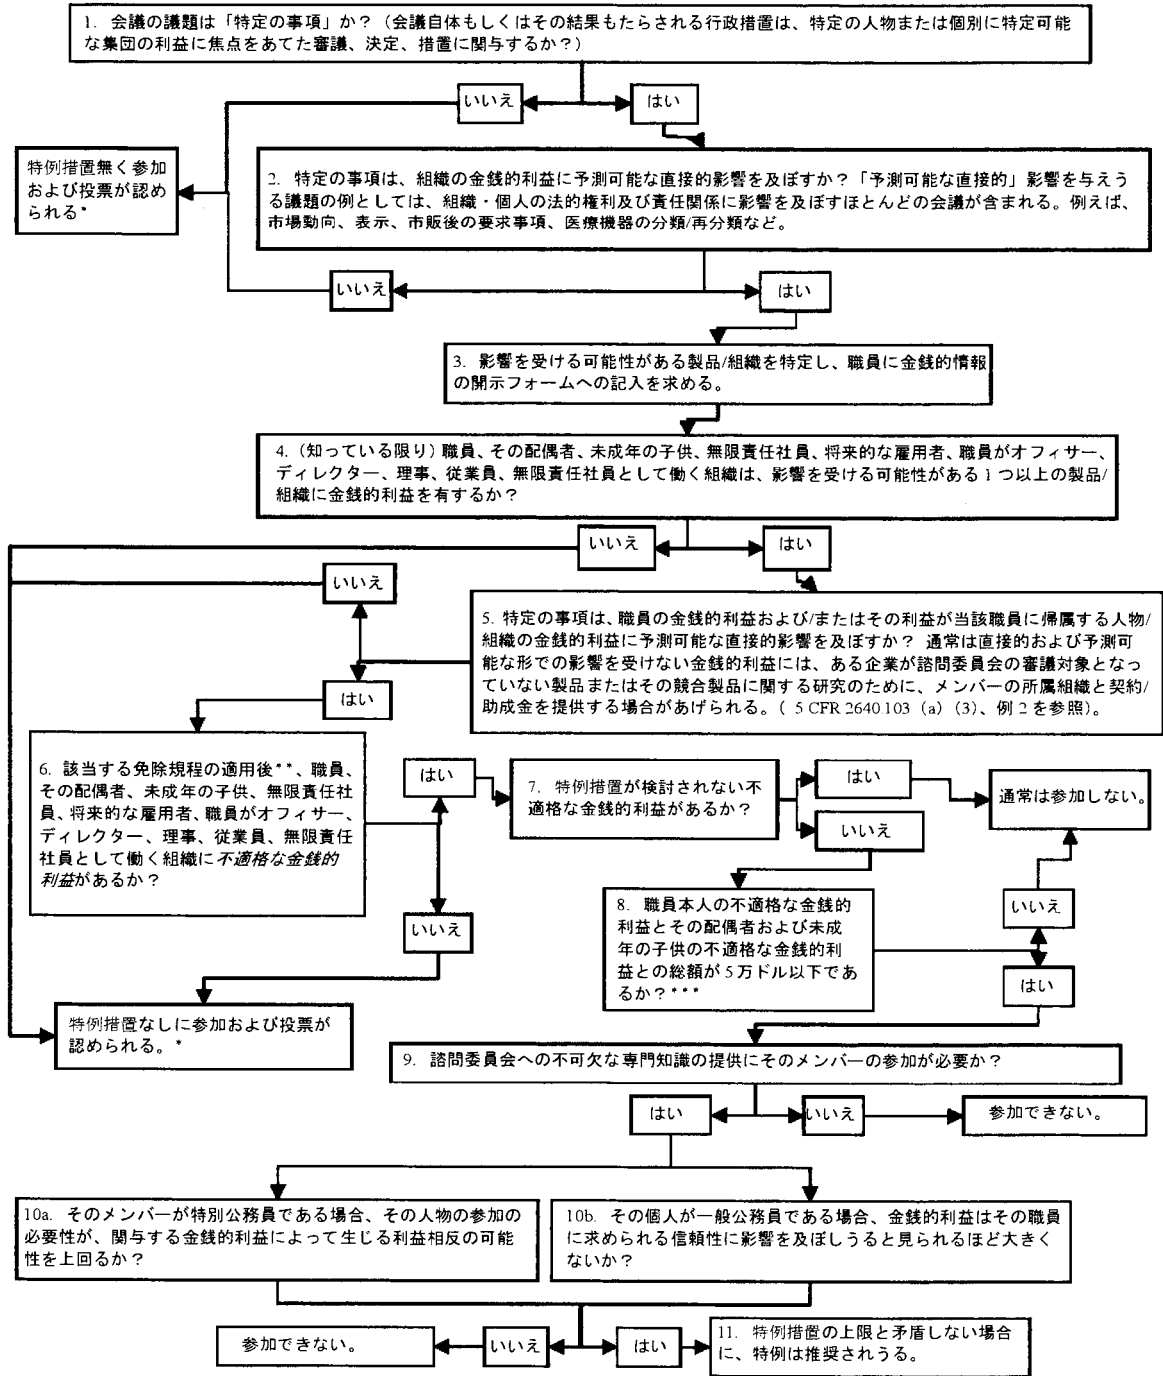 1. 会議の議題は「特定の事項」か？（会議自体もしくはその結果もたらされる行政措置は、特定の人物または個別に特定可能
な集団の利益に焦点をあてた審議、決定、措置に関与するか？）
いいえ
はい
特例措置無く参加
および投票が認め
られる*
2. 特定の事項は、組織の金銭的利益に予測可能な直接的影響を及ぼすか？「予測可能な直接的」影響を与えう
る議題の例としては、組織・個人の法的権利及び責任関係に影響を及ぼすほとんどの会議が含まれる。例えば、
市場動向、表示、市販後の要求事項、医療機器の分類/再分類など。
いいえ
はい
3. 影響を受ける可能性がある製品/組織を特定し、職員に金銭的情報
の開示フォームへの記入を求める。
4.（知っている限り）職員、その配偶者、未成年の子供、無限責任社員、将来的な雇用者、職員がオフィサー、
ディレクター、理事、従業員、無限責任社員として働く組織は、影響を受ける可能性がある1つ以上の製品/
組織に金銭的利益を有するか？
いいえ
はい
いいえ
5. 特定の事項は、職員の金銭的利益および/またはその利益が当該職員に帰属する人物/
組織の金銭的利益に予測可能な直接的影響を及ぼすか？ 通常は直接的および予測可
能な形での影響を受けない金銭的利益には、ある企業が諮問委員会の審議対象となっ
ていない製品またはその競合製品に関する研究のために、メンバーの所属組織と契約/
助成金を提供する場合があげられる。（ 5 CFR 2640.103（a）（3）、例2を参照）。
はい
6. 該当する免除規程の適用後**、職員、
その配偶者、未成年の子供、無限責任社
員、将来的な雇用者、職員がオフィサー、
ディレクター、理事、従業員、無限責任
社員として働く組織に不適格な金銭的
利益があるか？
はい
7. 特例措置が検討されない不
適格な金銭的利益があるか？
はい
いいえ
通常は参加しない。
いいえ
8. 職員本人の不適格な金銭的
利益とその配偶者および未成
年の子供の不適格な金銭的利
益との総額が5万ドル以下であ
るか？***
いいえ
はい
特例措置なしに参加および投票が
認められる。*
9. 諮問委員会への不可欠な専門知識の提供にそのメンバーの参加が必要か？
はい
いいえ
参加できない。
10a. そのメンバーが特別公務員である場合、その人物の参加の
必要性が、関与する金銭的利益によって生じる利益相反の可能
性を上回るか？
10b. その個人が一般公務員である場合、金銭的利益はその職員
に求められる信頼性に影響を及ぼしうると見られるほど大きく
ないか？
参加できない。
いいえ
はい
11. 特例措置の上限と矛盾しない場合
に、特例は推奨されうる。